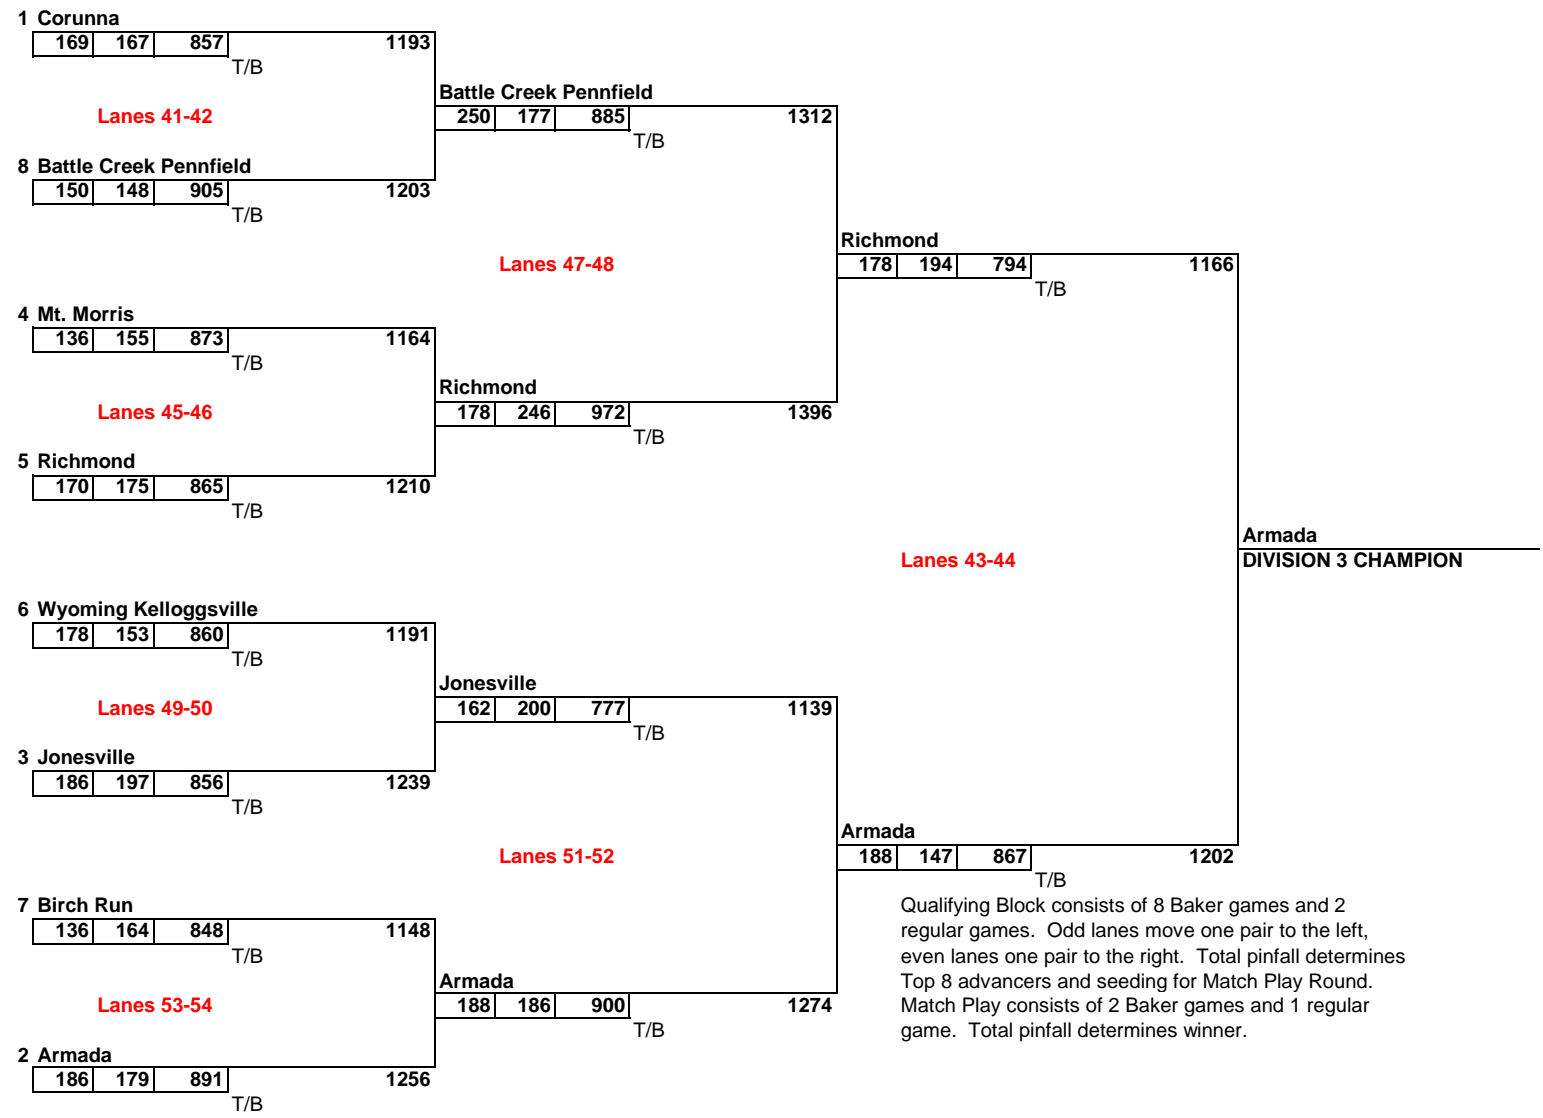 1 Corunna
169 167 857 1193
T/B
Battle Creek Pennfield
Lanes 41-42
250 177 885 1312
T/B
8 Battle Creek Pennfield
150 148 905 1203
T/B
Richmond
Lanes 47-48
178 194 794 1166
T/B
4 Mt. Morris
136 155 873 1164
T/B
Richmond
Lanes 45-46
178 246 972 1396
T/B
5 Richmond
170 175 865 1210
T/B
Armada
Lanes 43-44
DIVISION 3 CHAMPION
6 Wyoming Kelloggsville
178 153 860 1191
T/B
Jonesville
Lanes 49-50
162 200 777 1139
T/B
3 Jonesville
186 197 856 1239
T/B
Armada
Lanes 51-52
188 147 867 1202
T/B
7 Birch Run
136 164 848 1148
T/B
Armada
Lanes 53-54
188 186 900 1274
T/B
2 Armada
186 179 891 1256
T/B
Qualifying Block consists of 8 Baker games and 2
regular games. Odd lanes move one pair to the left,
even lanes one pair to the right. Total pinfall determines
Top 8 advancers and seeding for Match Play Round.
Match Play consists of 2 Baker games and 1 regular
game. Total pinfall determines winner.